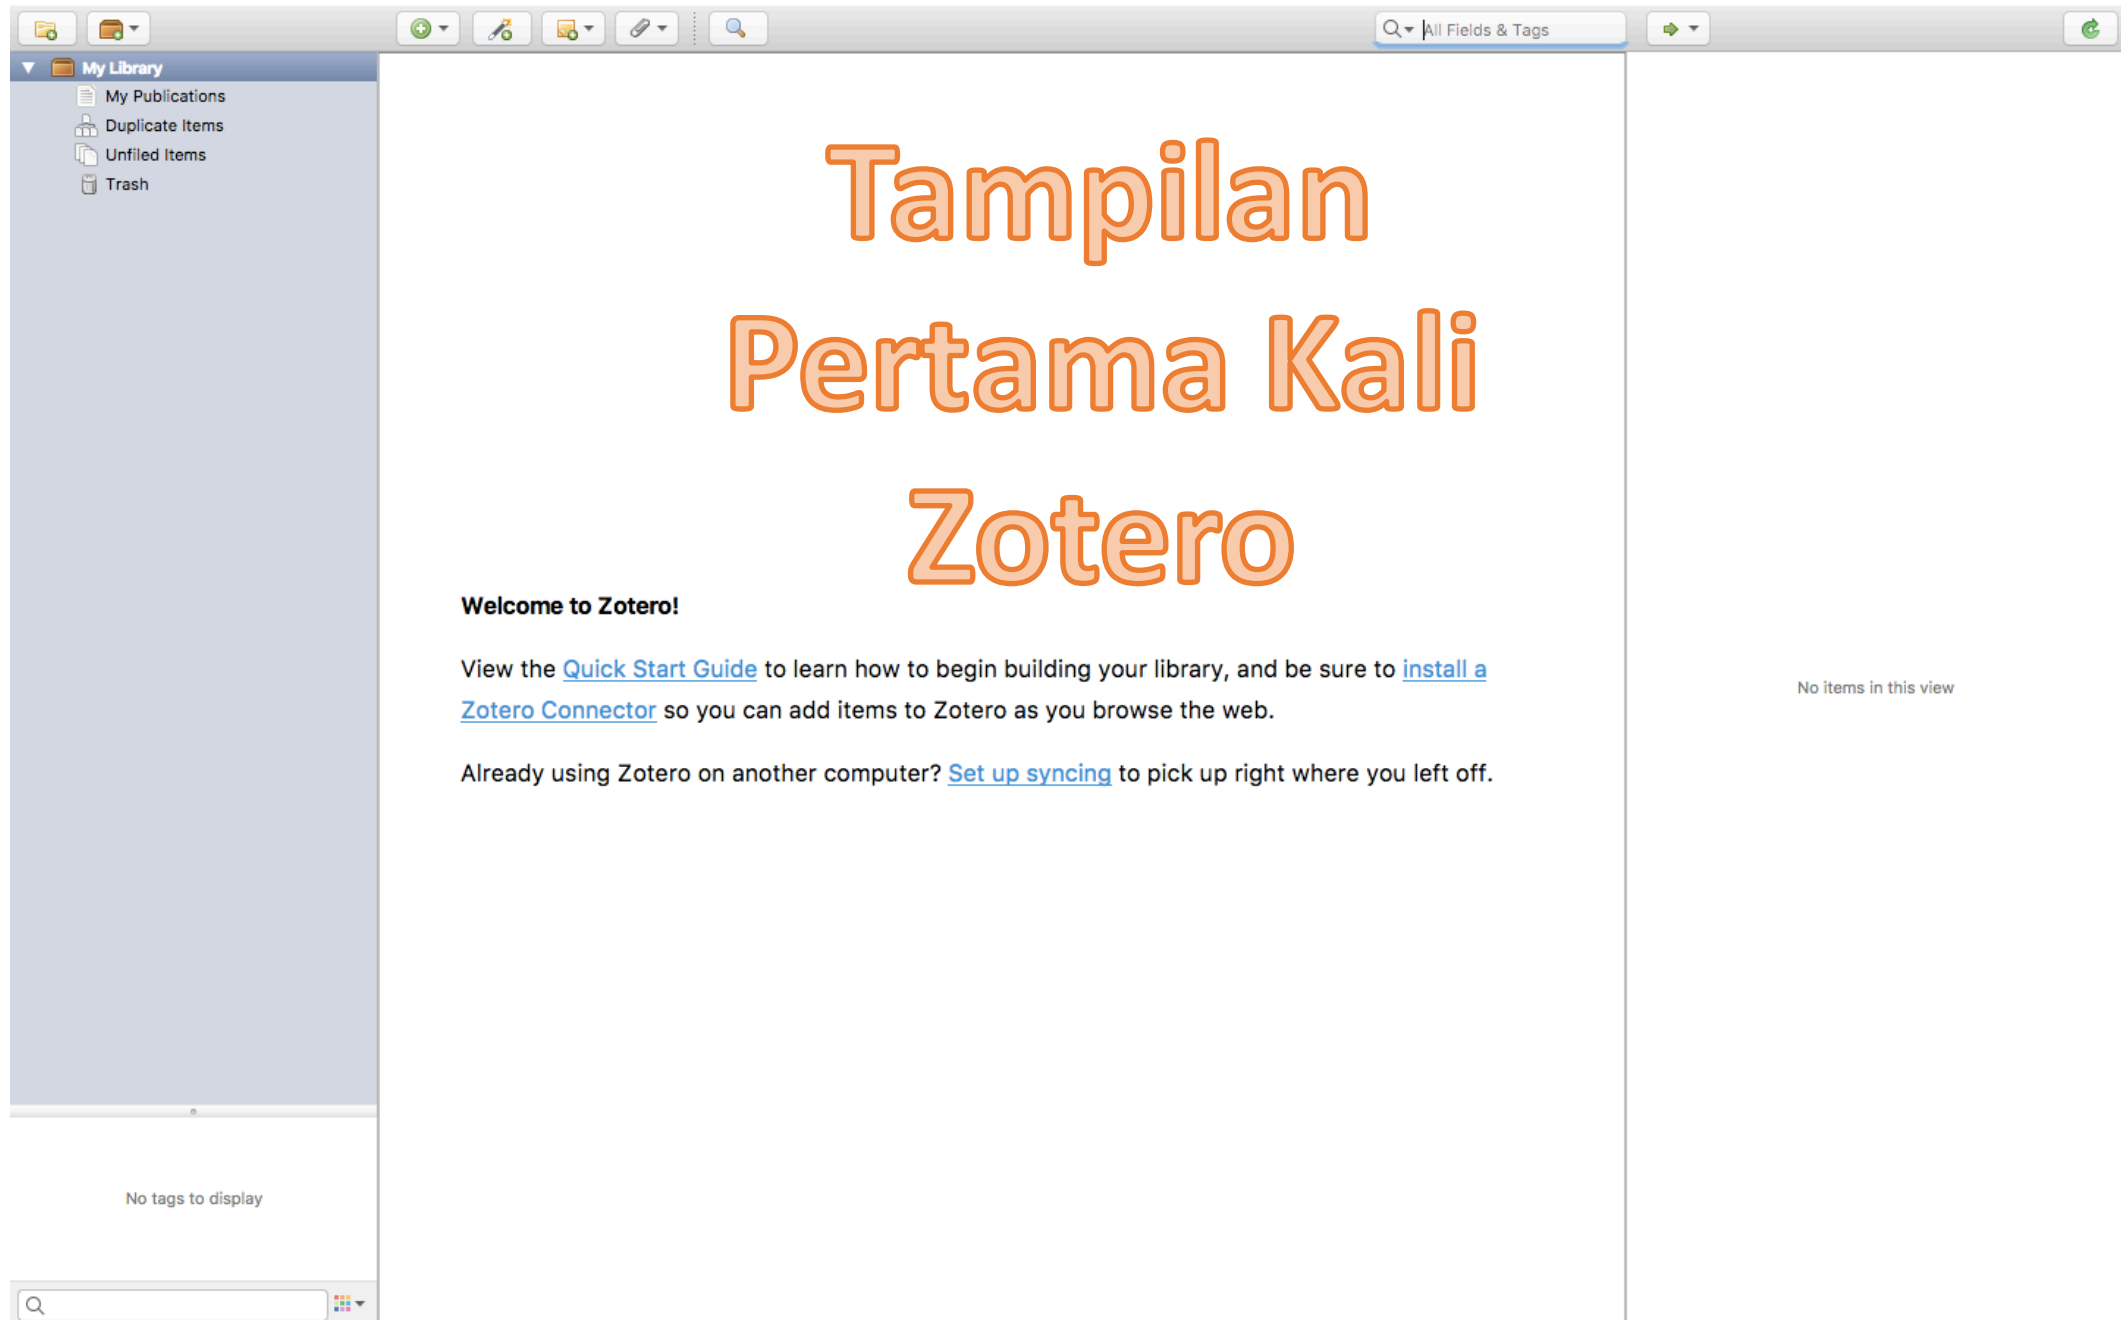 All Fields & Tags
My Library
My Publications
Duplicate Items
Unfiled Items
Trash
Tampilan
Pertama Kali
Zotero
Welcome to Zotero!
View the Quick Start Guide to learn how to begin building your library, and be sure to install a
Zotero Connector so you can add items to Zotero as you browse the web.
Already using Zotero on another computer? Set up syncing to pick up right where you left off.
No items in this view
No tags to display